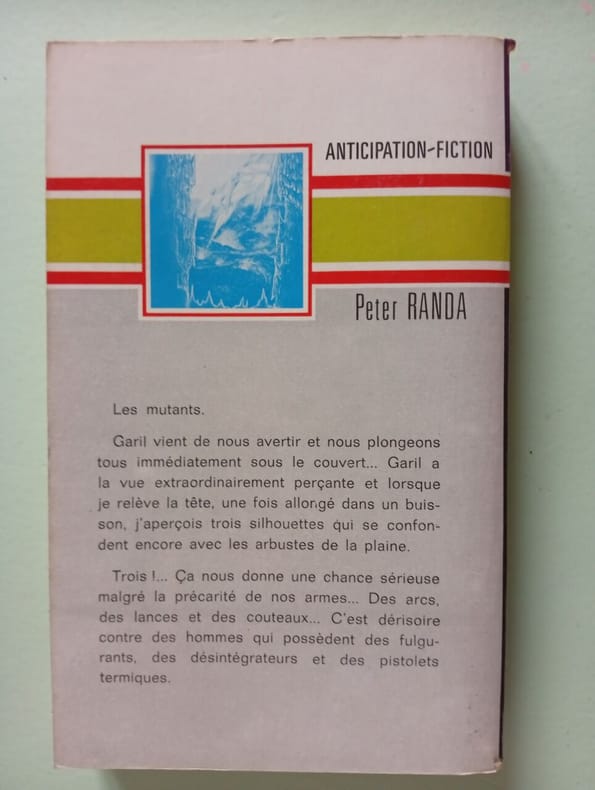 ANTICIPATION-FICTION
Peter RANDA
Les mutants.
Garil vient de nous avertir et nous plongeons
tous immédiatement sous le couvert... Garil a
la vue extraordinairement perçante et lorsque
je relève la tête, une fois allongé dans un buis-
son, j'aperçois trois silhouettes qui se confon-
dent encore avec les arbustes de la plaine.
Trois !... Ça nous donne une chance sérieuse
malgré la précarité de nos armes... Des arcs,
des lances et des couteaux... C'est dérisoire
contre des hommes qui possèdent des fulgu-
rants, des désintégrateurs et des pistolets
termiques.